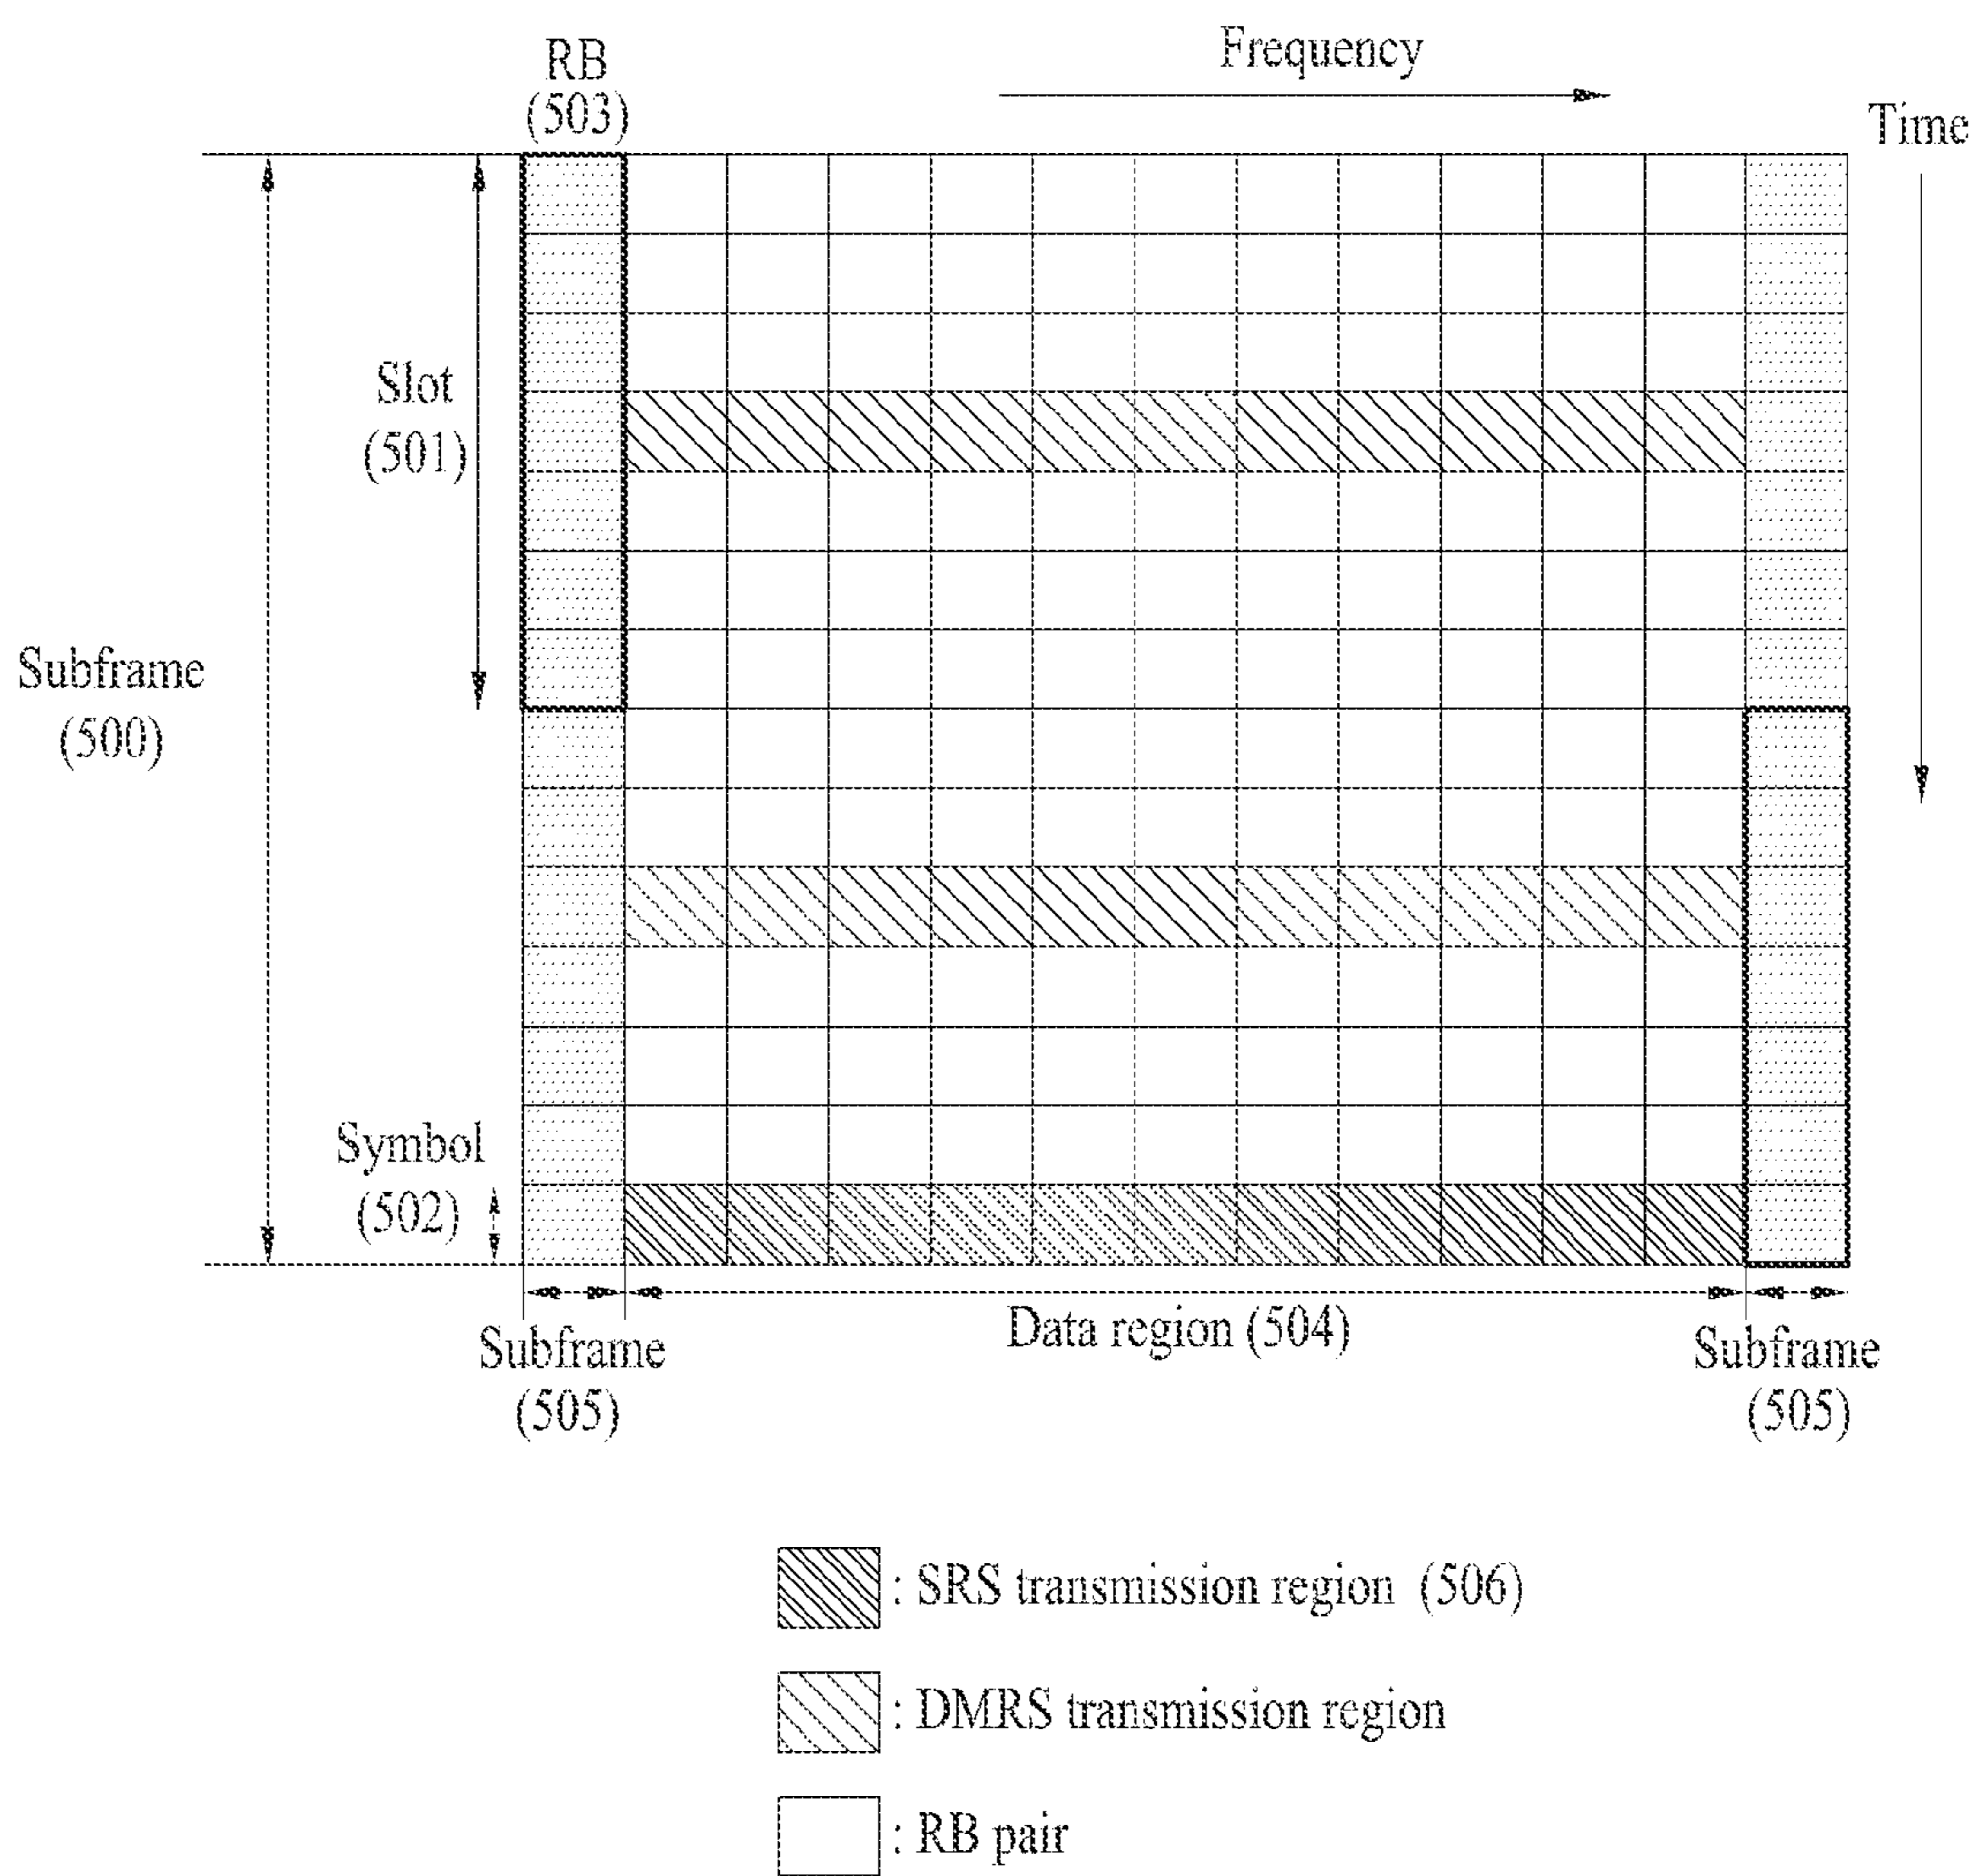 RB
(503)
Frequency
Time
Slot
(501)
Subframe
(500)
Symbol
(502)
Data region (504)
Subframe
(505)
Subframe
(505)
: SRS transmission region (506)
: DMRS transmission region
: RB pair